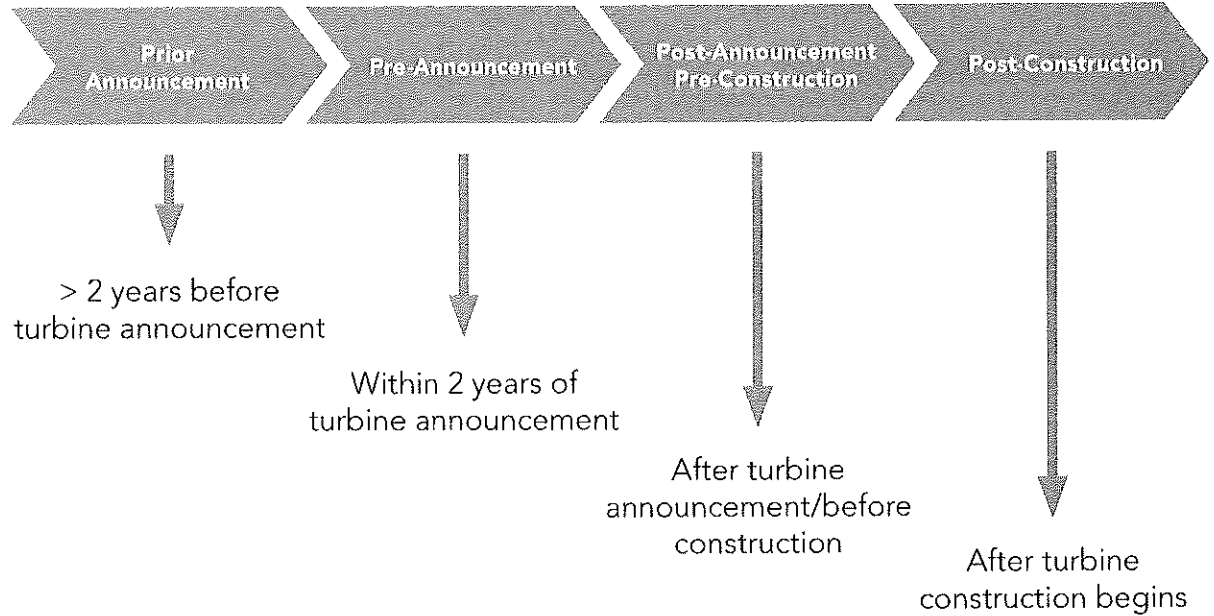 Prior
Announcement
Pre-Announcement
Post-Announcement
Pre-Construction
Post-Construction
> 2 years before
turbine announcement
Within 2 years of
turbine announcement
After turbine
announcement/before
construction
After turbine
construction begins